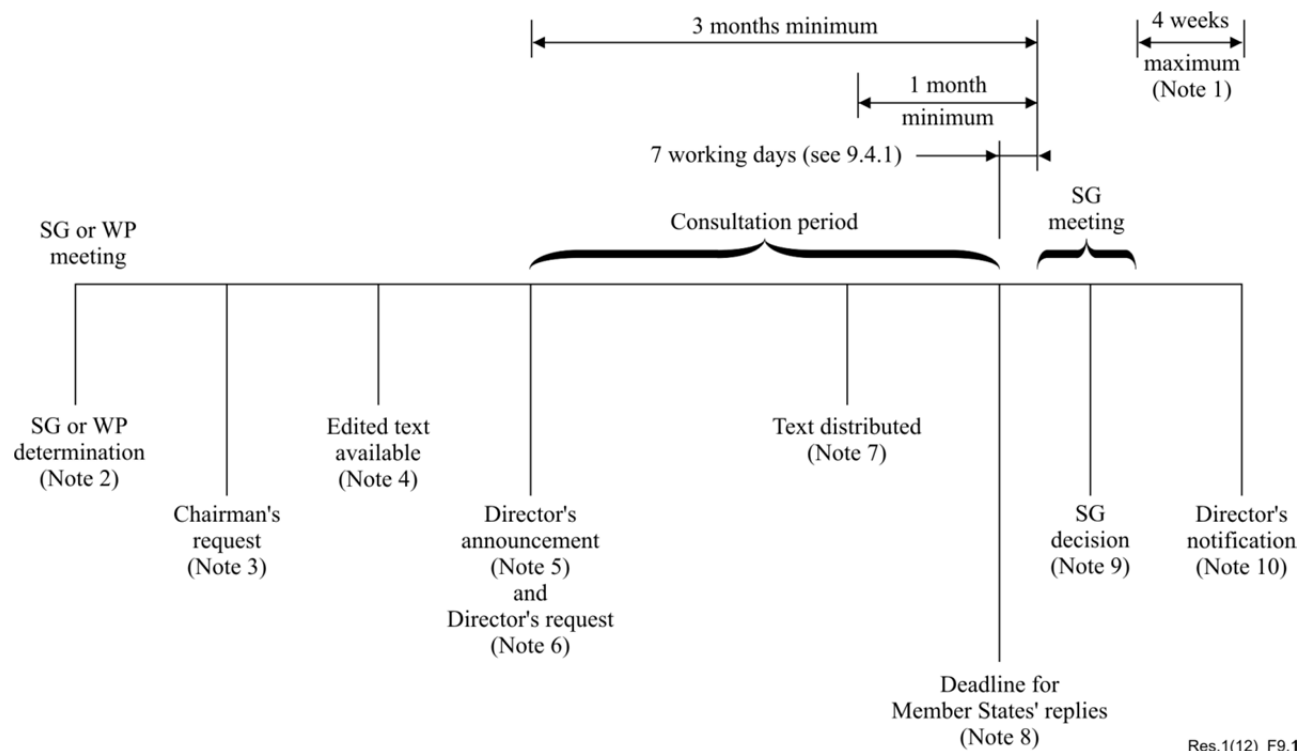 3 months minimum
4 weeks
maximum
(Note 1)
1 month
minimum
7 working days (see 9.4.1)
SG or WP
meeting
Consultation period
SG
meeting
SG or WP
determination
(Note 2)
Chairman's
request
(Note 3)
Edited text
available
(Note 4)
Director's
announcement
(Note 5)
and
Director's request
(Note 6)
Text distributed
(Note 7)
Deadline for
Member States' replies
(Note 8)
SG
decision
(Note 9)
Director's
notification
(Note 10)
Res.1(12)_F9.1